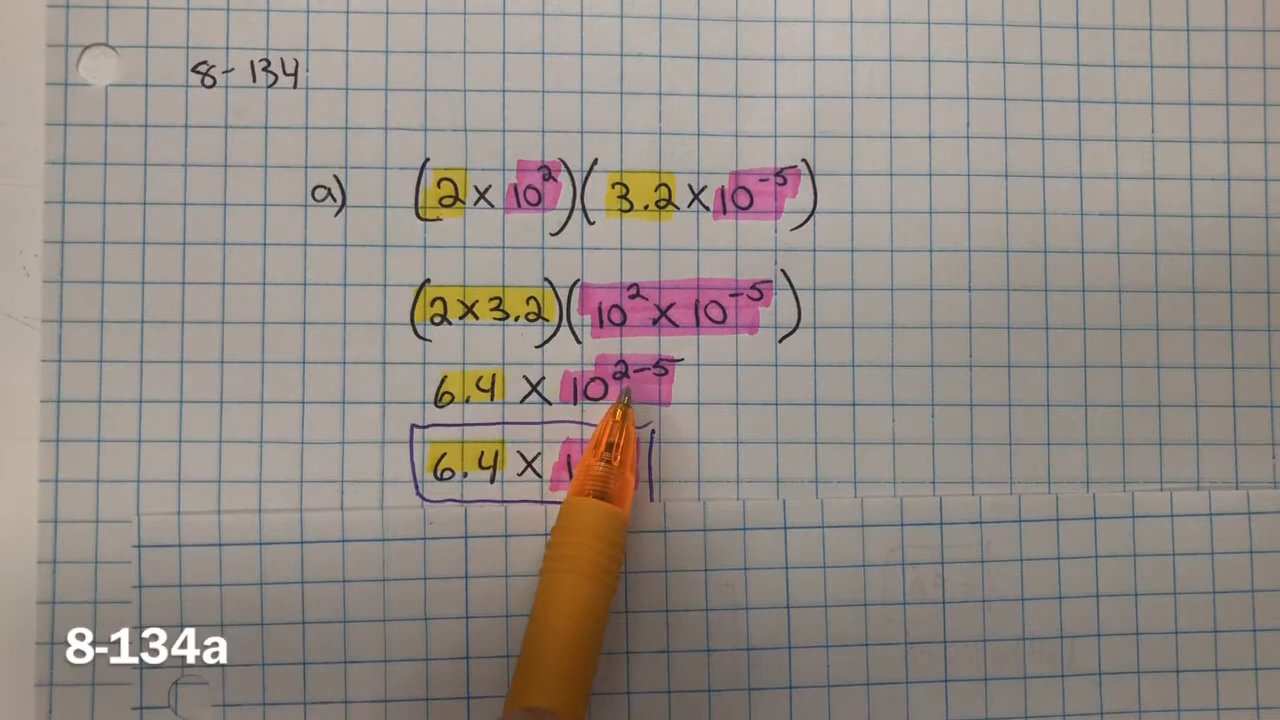 8-134
a) (2 × 10²)(3.2 × 10⁻⁵)
(2 × 3.2)(10² × 10⁻⁵)
6.4 × 10²⁻⁵
6.4 × 1
8-134a